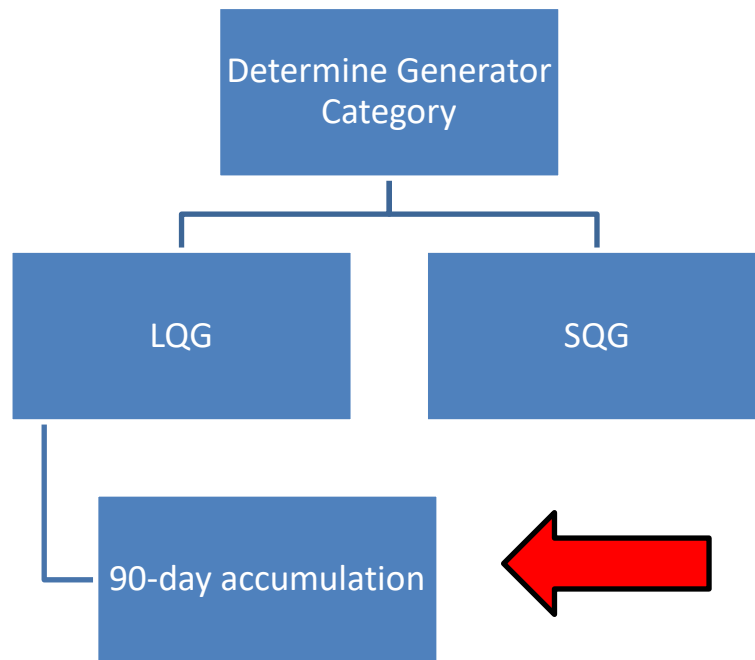 Determine Generator
Category
LQG
SQG
90-day accumulation